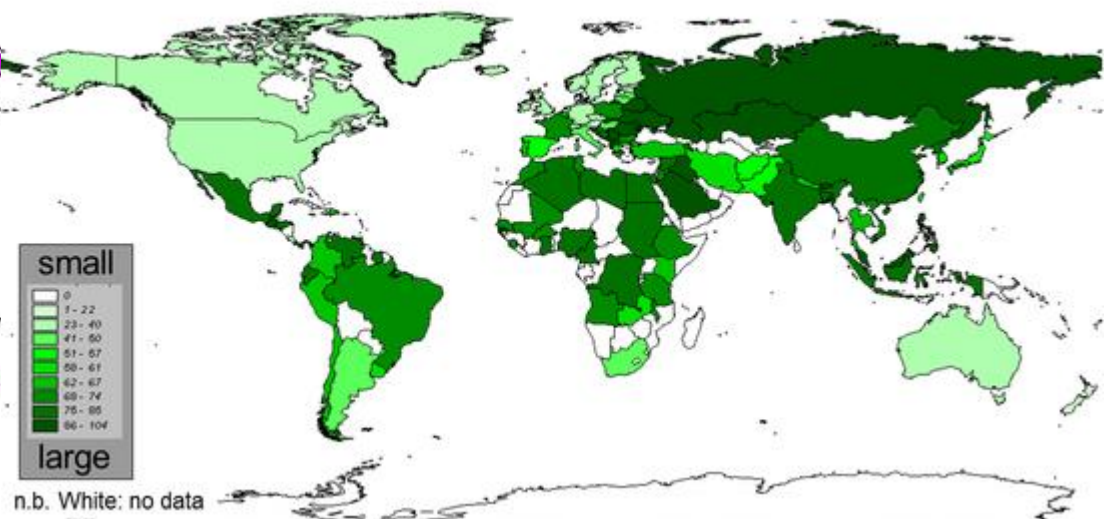 small
0
1 - 22
23 - 40
41 - 50
51 - 57
58 - 61
62 - 67
68 - 74
75 - 85
86 - 104
large
n.b. White: no data